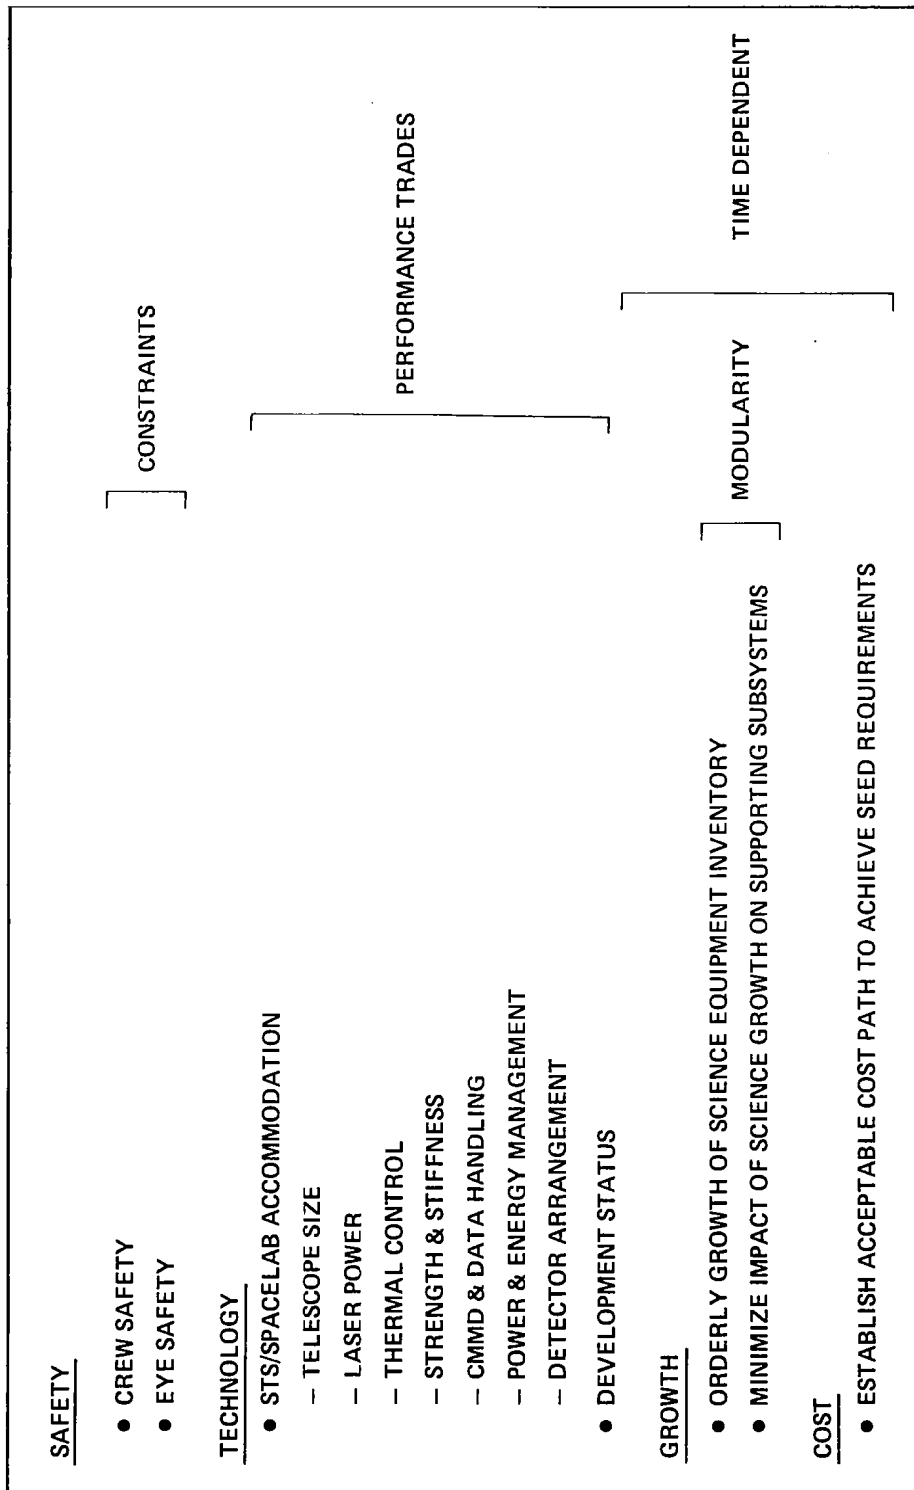 SAFETY
● CREW SAFETY
● EYE SAFETY
CONSTRAINTS
TECHNOLOGY
● STS/SPACELAB ACCOMMODATION
– TELESCOPE SIZE
– LASER POWER
– THERMAL CONTROL
– STRENGTH & STIFFNESS
– CMMD & DATA HANDLING
– POWER & ENERGY MANAGEMENT
– DETECTOR ARRANGEMENT
● DEVELOPMENT STATUS
PERFORMANCE TRADES
GROWTH
● ORDERLY GROWTH OF SCIENCE EQUIPMENT INVENTORY
● MINIMIZE IMPACT OF SCIENCE GROWTH ON SUPPORTING SUBSYSTEMS
MODULARITY
TIME DEPENDENT
COST
● ESTABLISH ACCEPTABLE COST PATH TO ACHIEVE SEED REQUIREMENTS